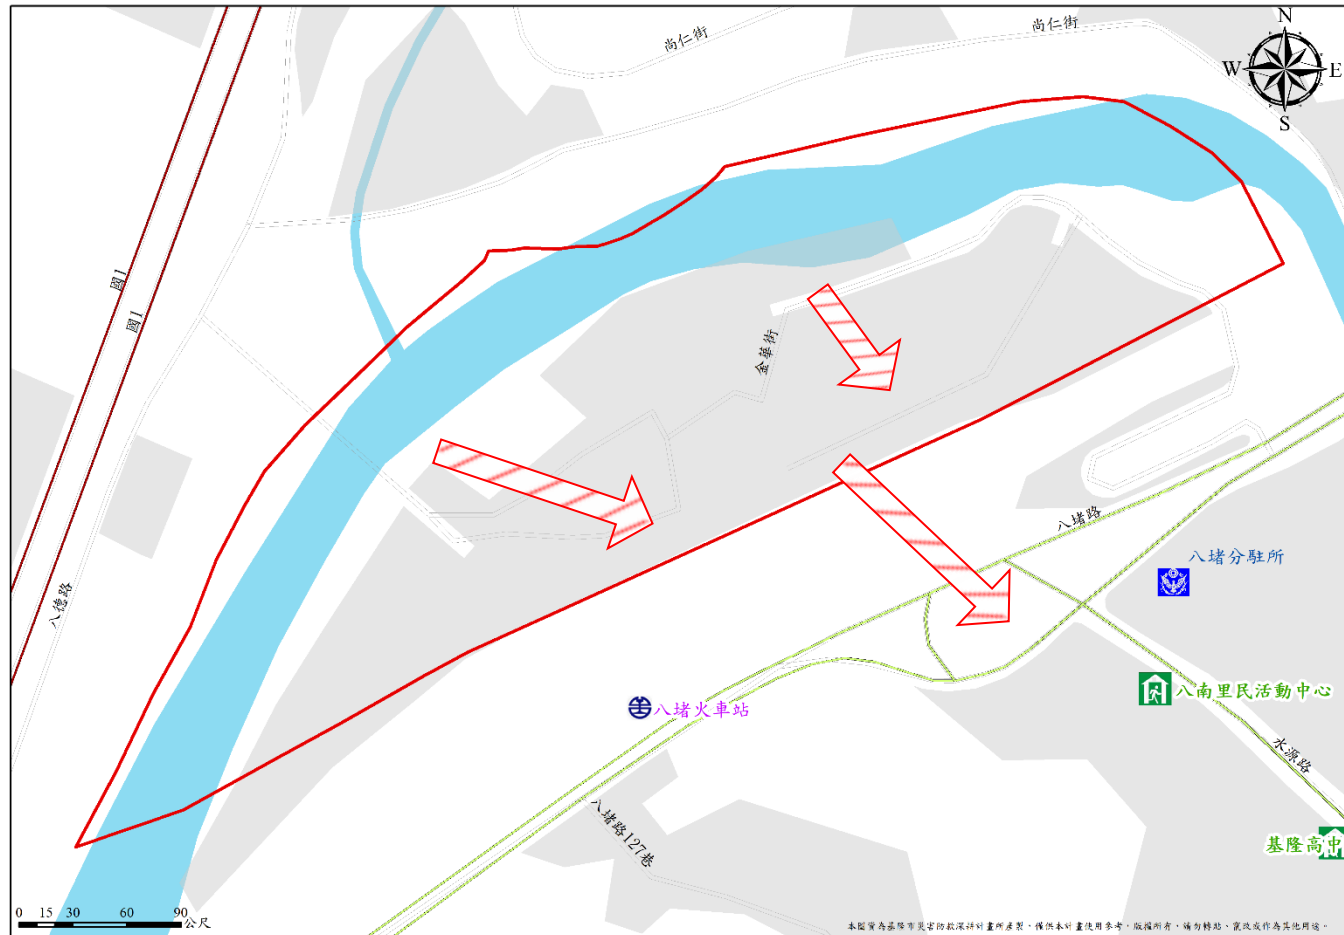 N
尚仁街
尚仁街
W
E
S
國1
國1
金華街
八堵路
八堵分駐所
八德路
八南里民活動中心
八堵火車站
水源路
八堵路127巷
基隆高中
0 15 30 60 90
公尺
本圖資為基隆市災害防救深耕計畫所產製，僅供本計畫使用參考，版權所有，請勿轉貼、竄改或作為其他用途。